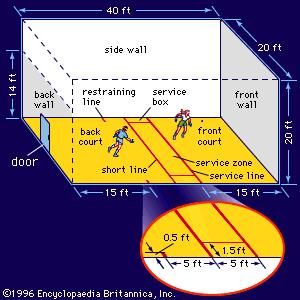 40 ft
20 ft
side wall
14 ft
back
wall
restraining
line
service
box
front
wall
20 ft
back
court
front
court
door
short line
service zone
service line
15 ft
15 ft
0.5 ft
1.5 ft
5 ft
5 ft
©1996 Encyclopaedia Britannica, Inc.